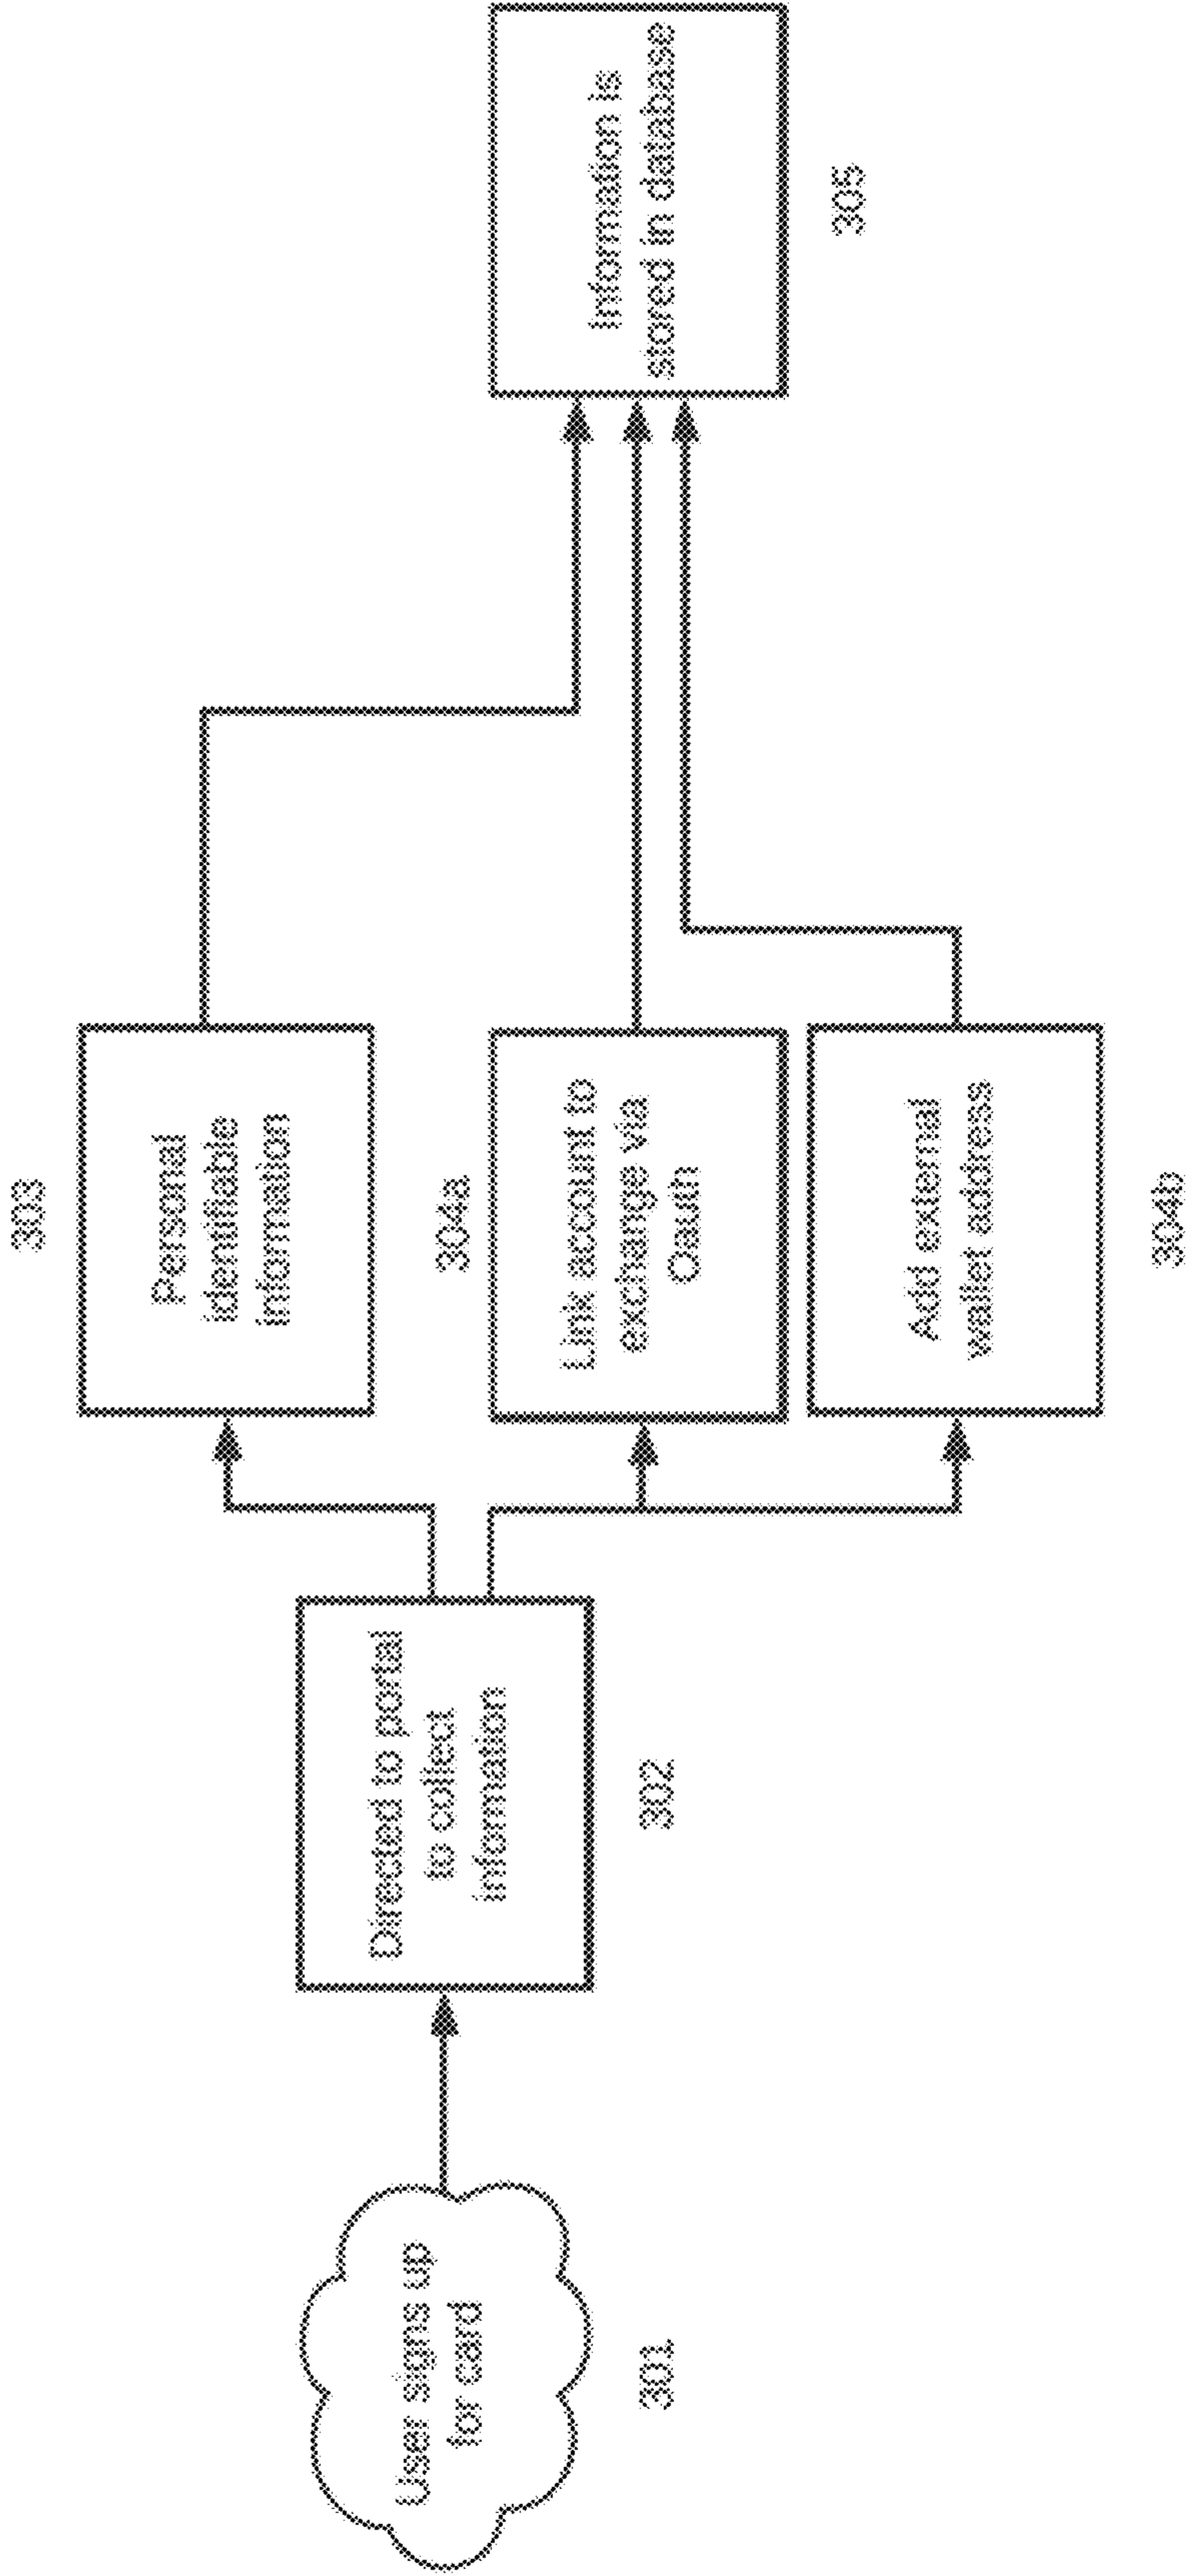 User signs up
for card
301
Directed to portal
to collect
information
302
303
Personal
identifiable
information
304a
Link account to
exchange via
Oauth
Add external
wallet address
304b
Information is
stored in database
305